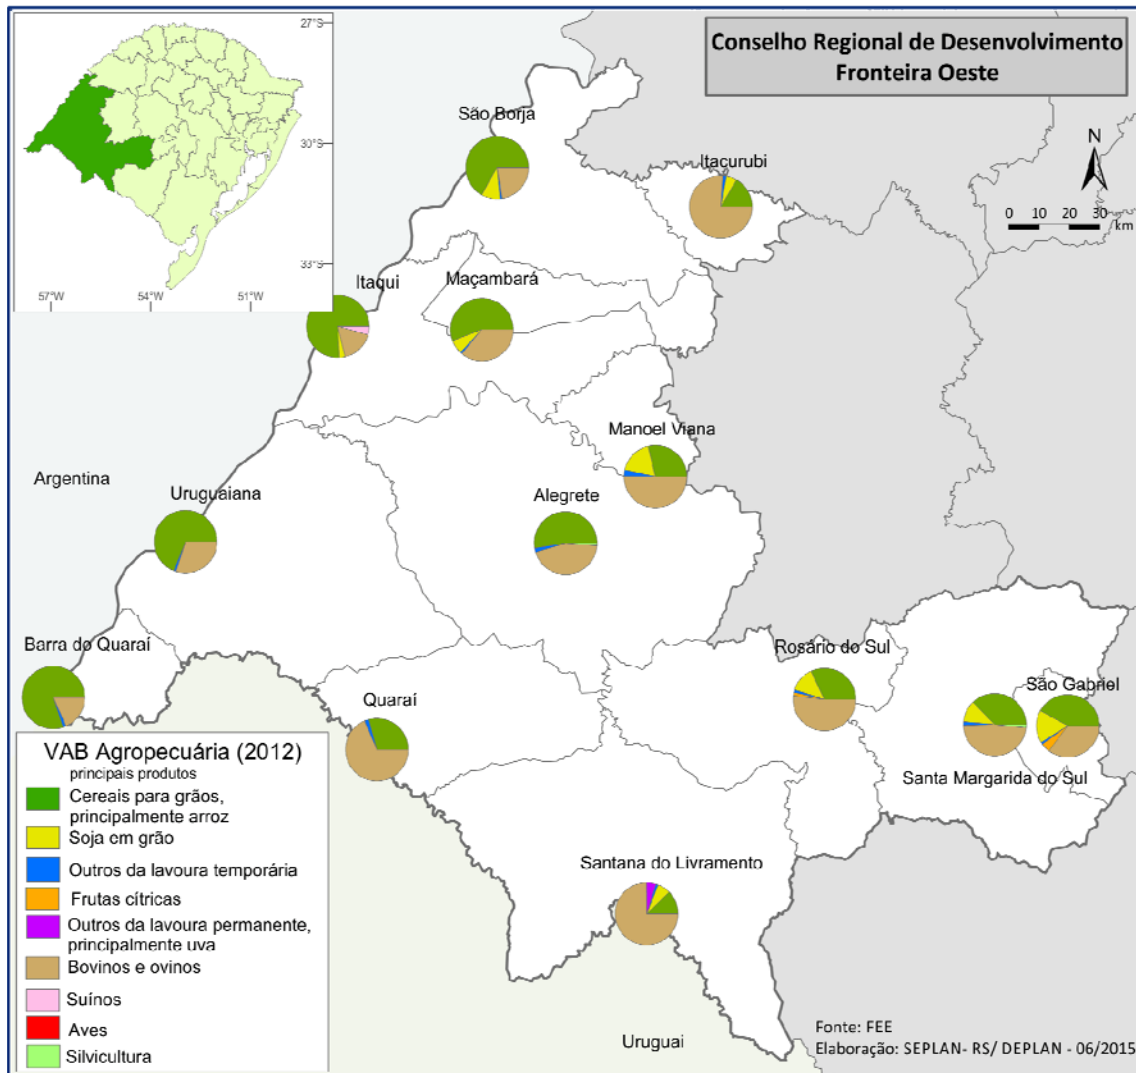 Conselho Regional de Desenvolvimento
Fronteira Oeste
27°S
30°S
33°S
57°W
54°W
51°W
N
0 10 20 30
km
São Borja
Itacurubi
Itaqui
Maçambará
Manoel Viana
Argentina
Uruguaiana
Alegrete
Barra do Quaraí
Quaraí
Rosário do Sul
São Gabriel
Santa Margarida do Sul
Santana do Livramento
Uruguai
VAB Agropecuária (2012)
principais produtos
Cereais para grãos,
principalmente arroz
Soja em grão
Outros da lavoura temporária
Frutas cítricas
Outros da lavoura permanente,
principalmente uva
Bovinos e ovinos
Suínos
Aves
Silvicultura
Fonte: FEE
Elaboração: SEPLAN- RS/ DEPLAN - 06/2015